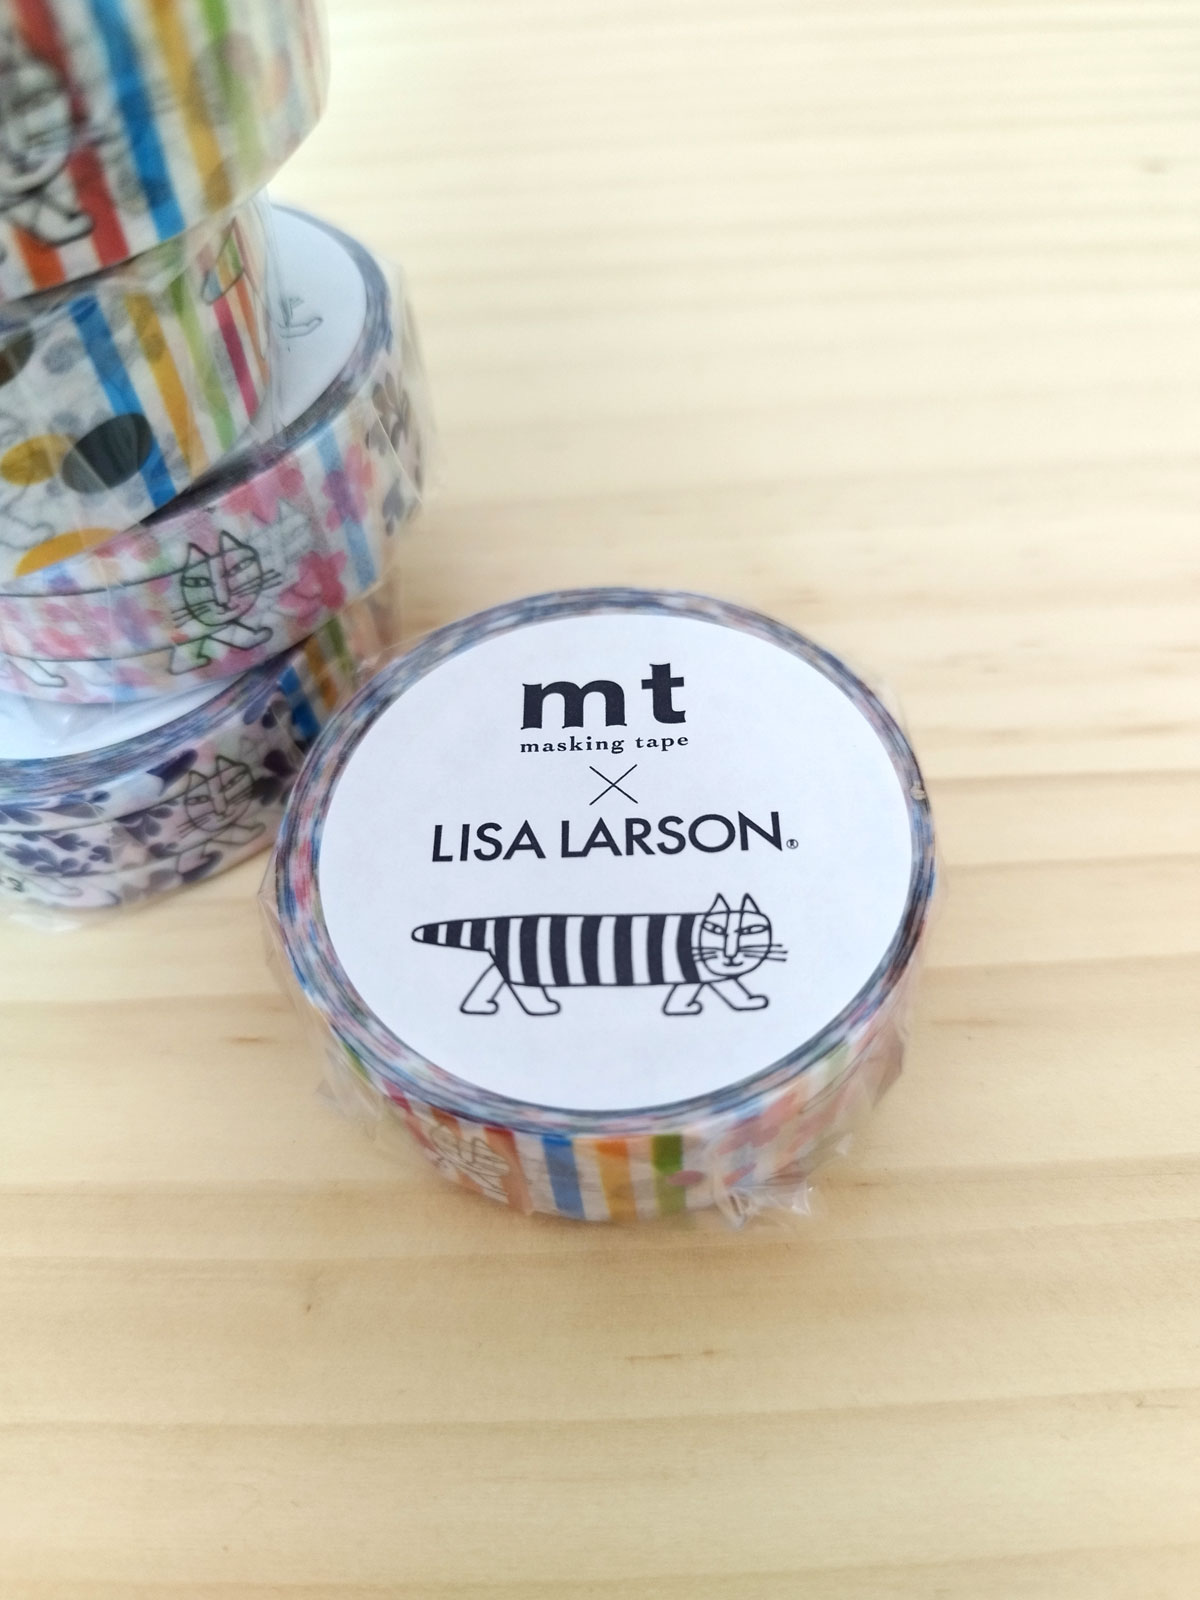 mt
masking tape
×
LISA LARSON®